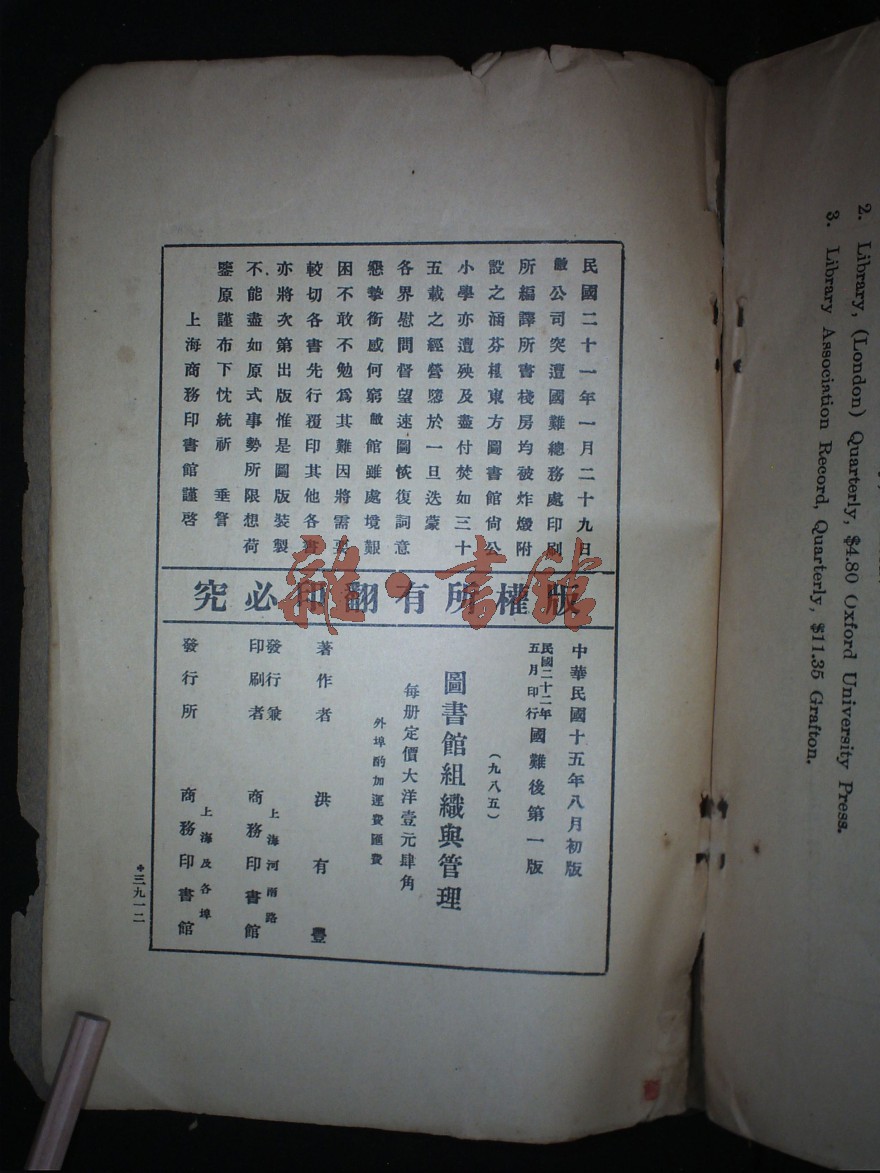 民國二十一年一月二十九日
敝公司突遭國難總務處印刷
所編譯所書棧房均被炸燬附
設之涵芬樓東方圖書館尙公
小學亦遭殃及盡付焚如三十
五載之經營隳於一旦迭蒙
各界慰問督望速圖恢復詞意
懇摯銜感何窮敝館雖處境艱
困不敢不勉爲其難因將需要
較切各書先行覆印其他各書
亦將次第出版惟是圖版裝製
不能盡如原式事勢所限想荷
鑒原謹布下忱統祈 垂詧
上海商務印書館謹啓
版權所有翻印必究
中華民國十五年八月初版
民國二十二年五月印行國難後第一版
(九八五)
圖書館組織與管理
每册定價大洋壹元肆角
外埠酌加運費匯費
著作者 洪有豐
發行兼印刷者 上海河南路 商務印書館
發行所 上海及各埠 商務印書館
三九一二
雜·書館
2. Library, (London) Quarterly, $4.80 Oxford University Press.
3. Library Association Record, Quarterly, $11.35 Grafton.